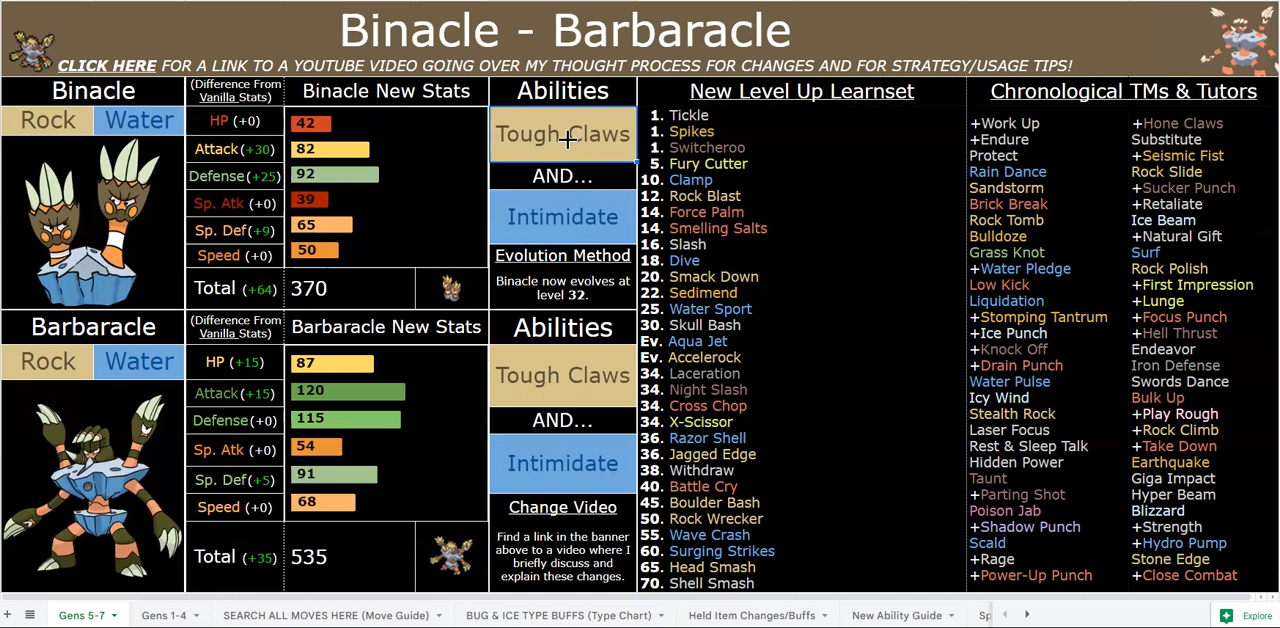 Binacle - Barbaracle
CLICK HERE FOR A LINK TO A YOUTUBE VIDEO GOING OVER MY THOUGHT PROCESS FOR CHANGES AND FOR STRATEGY/USAGE TIPS!
Binacle
Rock Water
(Difference From
Vanilla Stats)
Binacle New Stats
HP (+0) 42
Attack (+30) 82
Defense (+25) 92
Sp. Atk (+0) 39
Sp. Def (+9) 65
Speed (+0) 50
Total (+64) 370
Abilities
Tough Claws
AND...
Intimidate
Evolution Method
Binacle now evolves at
level 32.
Barbaracle
Rock Water
(Difference From
Vanilla Stats)
Barbaracle New Stats
HP (+15) 87
Attack (+15) 120
Defense (+0) 115
Sp. Atk (+0) 54
Sp. Def (+5) 91
Speed (+0) 68
Total (+35) 535
Abilities
Tough Claws
AND...
Intimidate
Change Video
Find a link in the banner
above to a video where I
briefly discuss and
explain these changes.
New Level Up Learnset
1. Tickle
1. Spikes
1. Switcheroo
5. Fury Cutter
10. Clamp
12. Rock Blast
14. Force Palm
14. Smelling Salts
16. Slash
18. Dive
20. Smack Down
22. Sedimend
25. Water Sport
30. Skull Bash
Ev. Aqua Jet
Ev. Accelerock
34. Laceration
34. Night Slash
34. Cross Chop
34. X-Scissor
36. Razor Shell
36. Jagged Edge
38. Withdraw
40. Battle Cry
45. Boulder Bash
50. Rock Wrecker
55. Wave Crash
60. Surging Strikes
65. Head Smash
70. Shell Smash
Chronological TMs & Tutors
+Work Up
+Endure
Protect
Rain Dance
Sandstorm
Brick Break
Rock Tomb
Bulldoze
Grass Knot
+Water Pledge
Low Kick
Liquidation
+Stomping Tantrum
+Ice Punch
+Knock Off
+Drain Punch
Water Pulse
Icy Wind
Stealth Rock
Laser Focus
Rest & Sleep Talk
Hidden Power
Taunt
+Parting Shot
Poison Jab
+Shadow Punch
Scald
+Rage
+Power-Up Punch
+Hone Claws
Substitute
+Seismic Fist
Rock Slide
+Sucker Punch
+Retaliate
Ice Beam
+Natural Gift
Surf
Rock Polish
+First Impression
+Lunge
+Focus Punch
+Hell Thrust
Endeavor
Iron Defense
Swords Dance
Bulk Up
+Play Rough
+Rock Climb
+Take Down
Earthquake
Giga Impact
Hyper Beam
Blizzard
+Strength
+Hydro Pump
Stone Edge
+Close Combat
+ Gens 5-7 Gens 1-4 SEARCH ALL MOVES HERE (Move Guide) BUG & ICE TYPE BUFFS (Type Chart) Held Item Changes/Buffs New Ability Guide Sp Explore